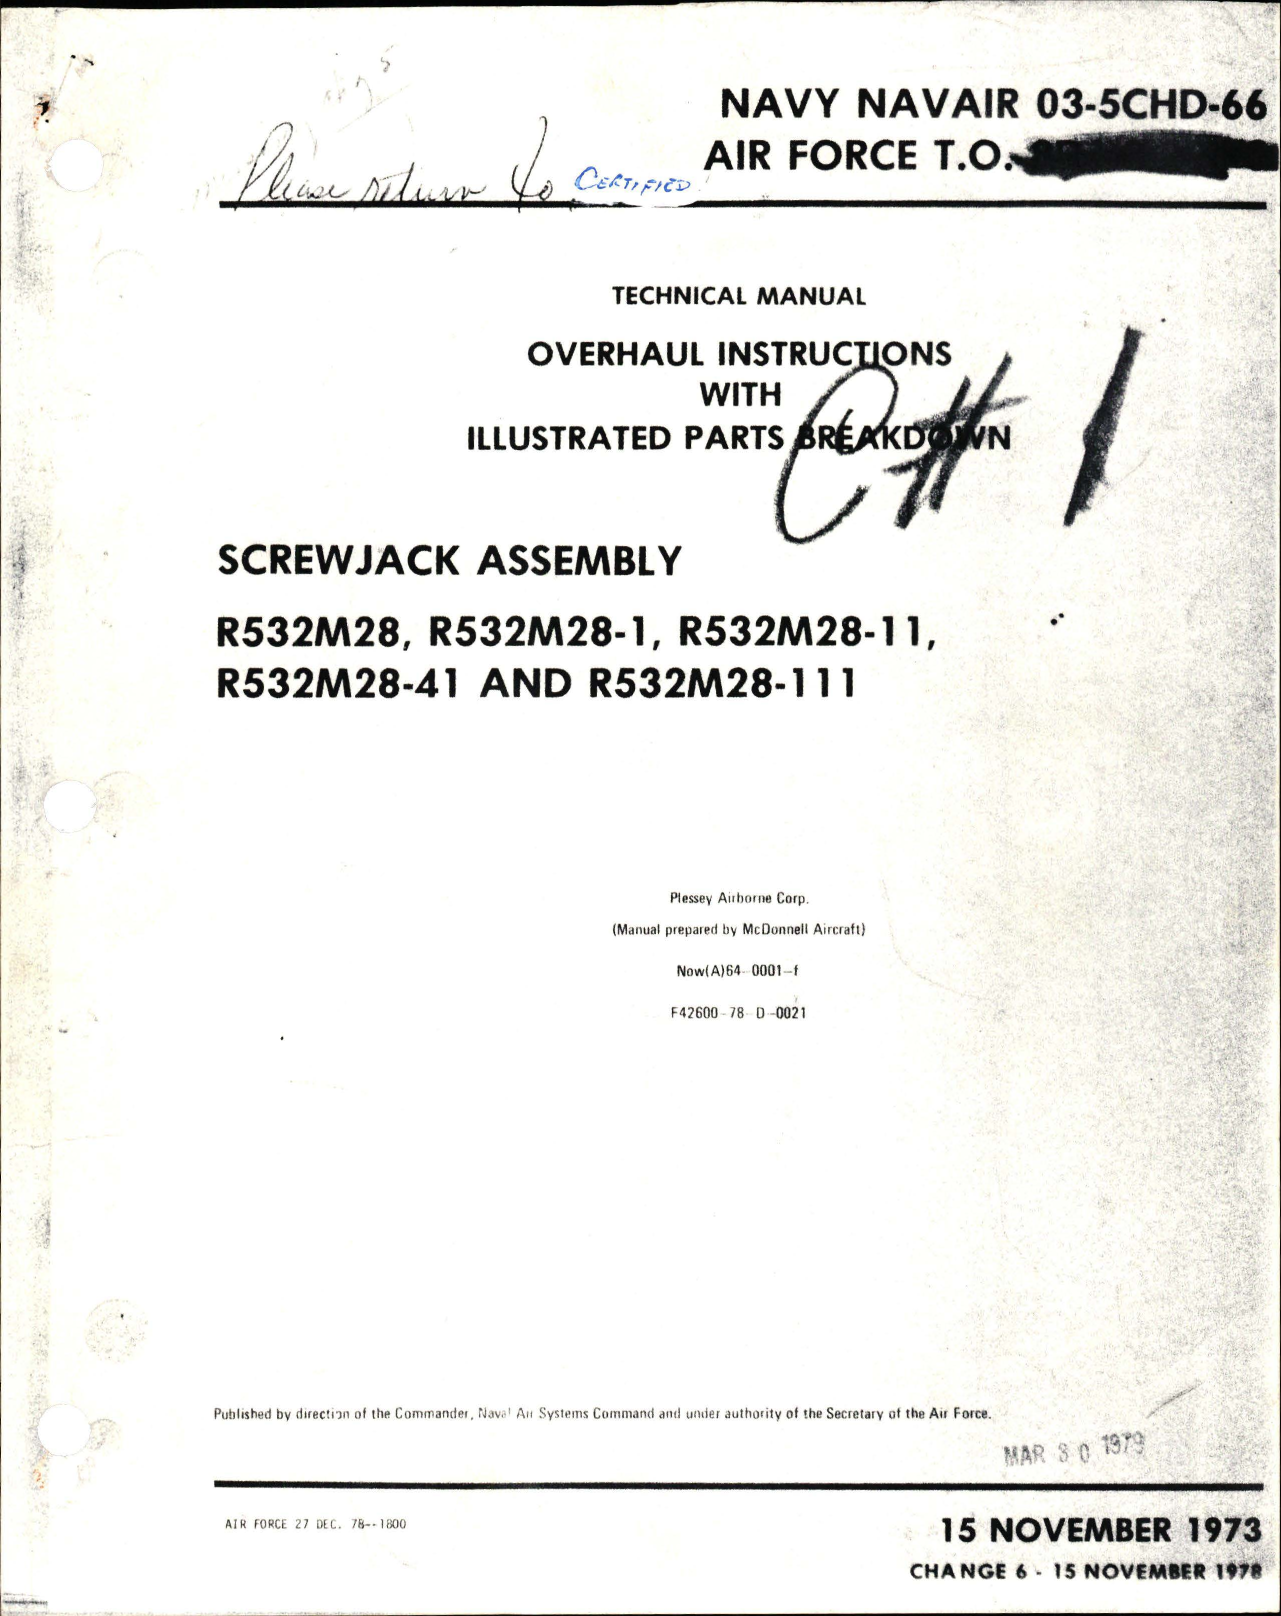 NAVY NAVAIR 03-5CHD-66
AIR FORCE T.O.
Please return to CERTIFIED
TECHNICAL MANUAL
OVERHAUL INSTRUCTIONS
WITH
ILLUSTRATED PARTS BREAKDOWN
C# 1
SCREWJACK ASSEMBLY
R532M28, R532M28-1, R532M28-11,
R532M28-41 AND R532M28-111
Plessey Airborne Corp.
(Manual prepared by McDonnell Aircraft)
Now(A)64-0001-f
F42600-78-D-0021
Published by direction of the Commander, Naval Air Systems Command and under authority of the Secretary of the Air Force.
MAR 30 1979
AIR FORCE 27 DEC. 78--1800
15 NOVEMBER 1973
CHANGE 6 - 15 NOVEMBER 1978